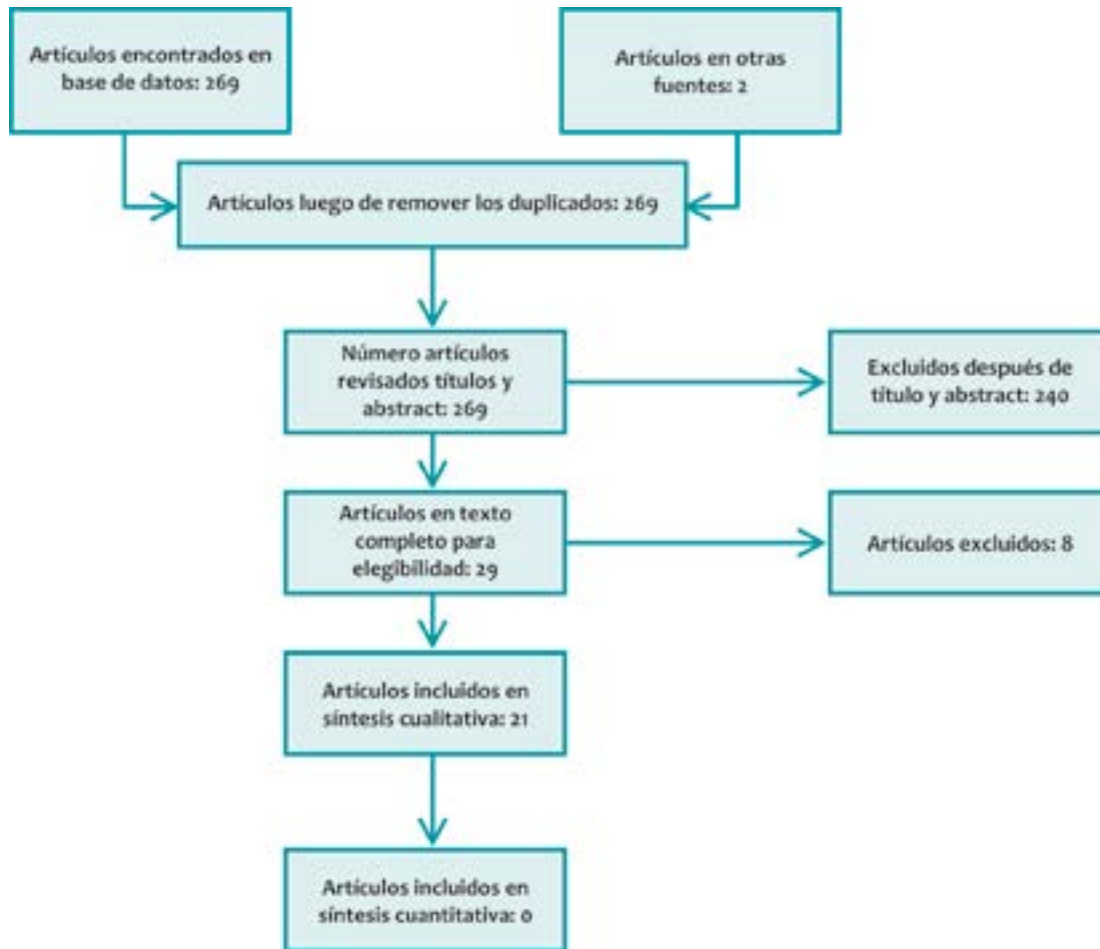 Artículos encontrados en
base de datos: 269
Artículos en otras
fuentes: 2
Artículos luego de remover los duplicados: 269
Número artículos
revisados títulos y
abstract: 269
Excluidos después de
título y abstract: 240
Artículos en texto
completo para
elegibilidad: 29
Artículos excluidos: 8
Artículos incluidos en
síntesis cualitativa: 21
Artículos incluidos en
síntesis cuantitativa: 0